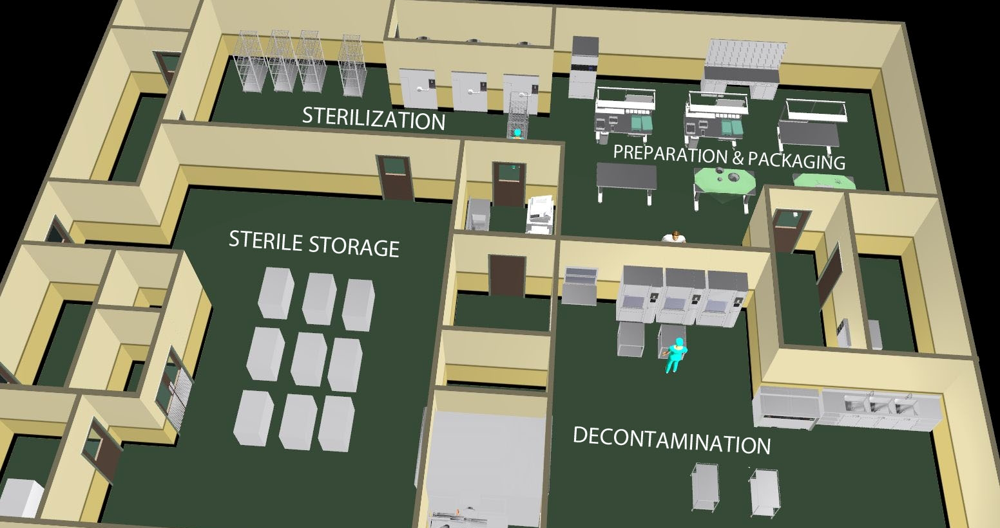 STERILIZATION
PREPARATION & PACKAGING
STERILE STORAGE
DECONTAMINATION